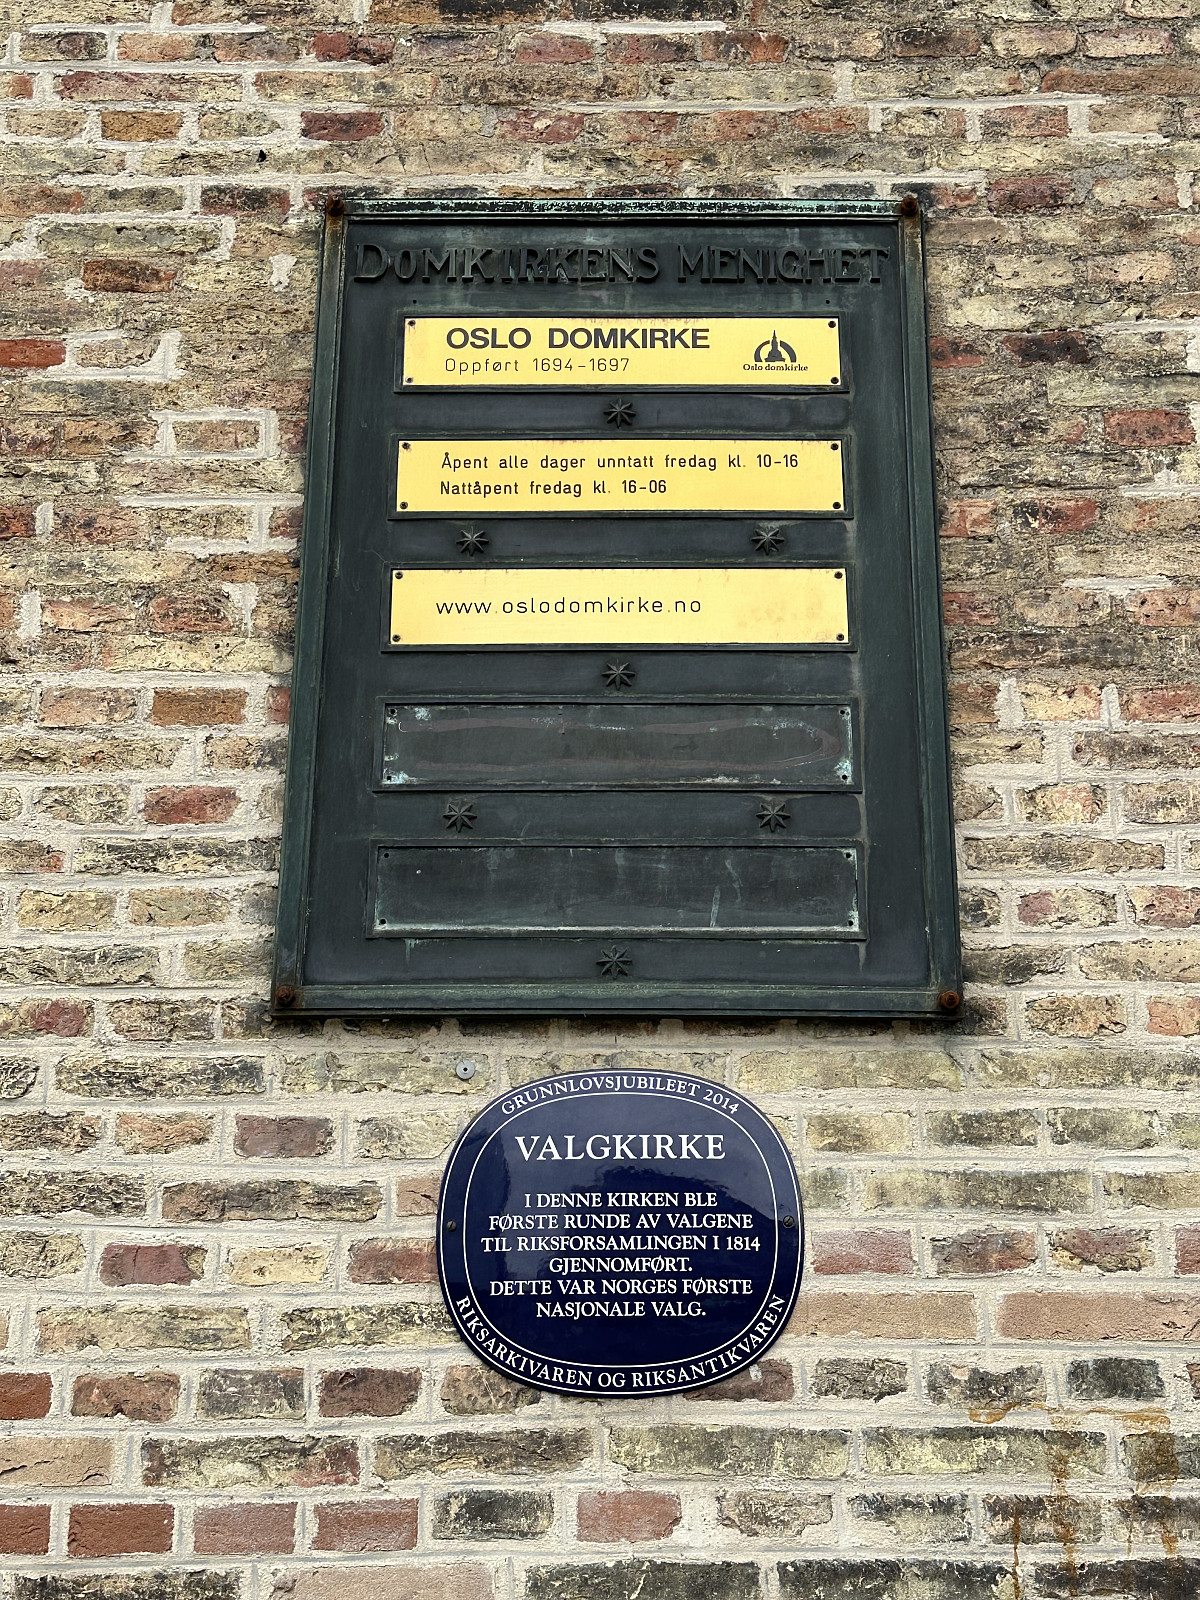 DOMKIRKENS MENIGHET
OSLO DOMKIRKE
Oppført 1694-1697
Oslo domkirke
Åpent alle dager unntatt fredag kl. 10-16
Nattåpent fredag kl. 16-06
www.oslodomkirke.no
GRUNNLOVSJUBILEET 2014
VALGKIRKE
I DENNE KIRKEN BLE
FØRSTE RUNDE AV VALGENE
TIL RIKSFORSAMLINGEN I 1814
GJENNOMFØRT.
DETTE VAR NORGES FØRSTE
NASJONALE VALG.
RIKSARKIVAREN OG RIKSANTIKVAREN